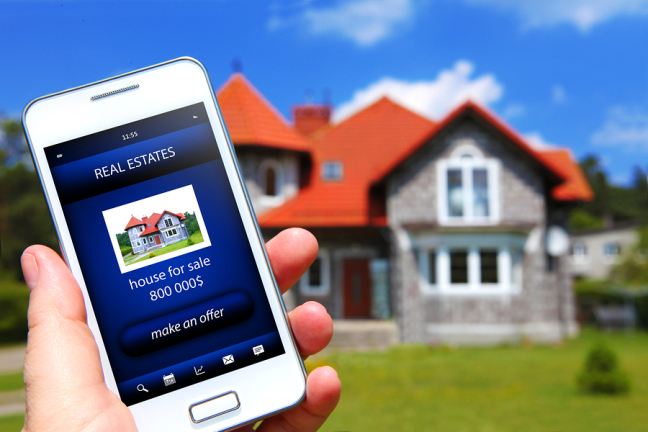 11:55
REAL ESTATES
house for sale
800 000$
make an offer